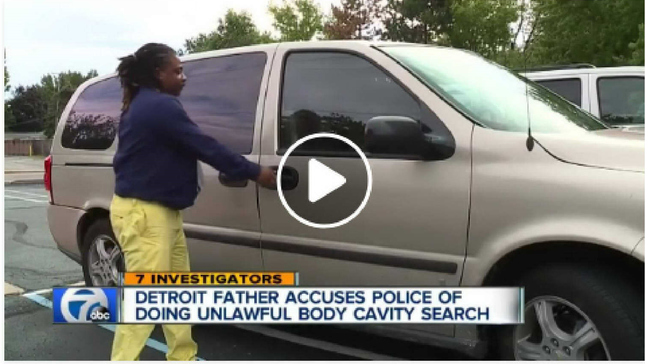 7 INVESTIGATORS
7 DETROIT FATHER ACCUSES POLICE OF
abc DOING UNLAWFUL BODY CAVITY SEARCH